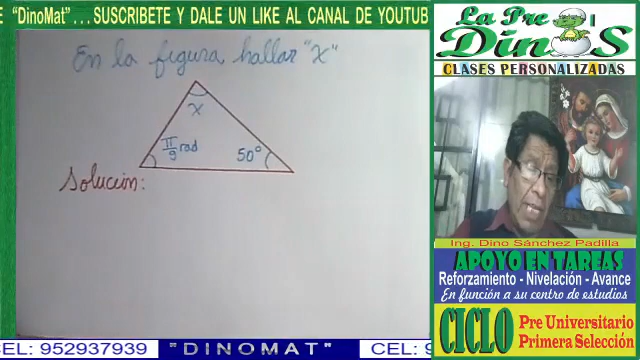 E "DinoMat"... SUSCRIBETE Y DALE UN LIKE AL CANAL DE YOUTUB
La Pre
DinoS
CLASES PERSONALIZADAS
En la figura hallar "X"
x
π/9 rad
50°
Solución:
Ing. Dino Sánchez Padilla
APOYO EN TAREAS
Reforzamiento - Nivelación - Avance
En función a su centro de estudios
CICLO Pre Universitario
Primera Selección
CEL: 952937939 "DINOMAT" CEL: 9